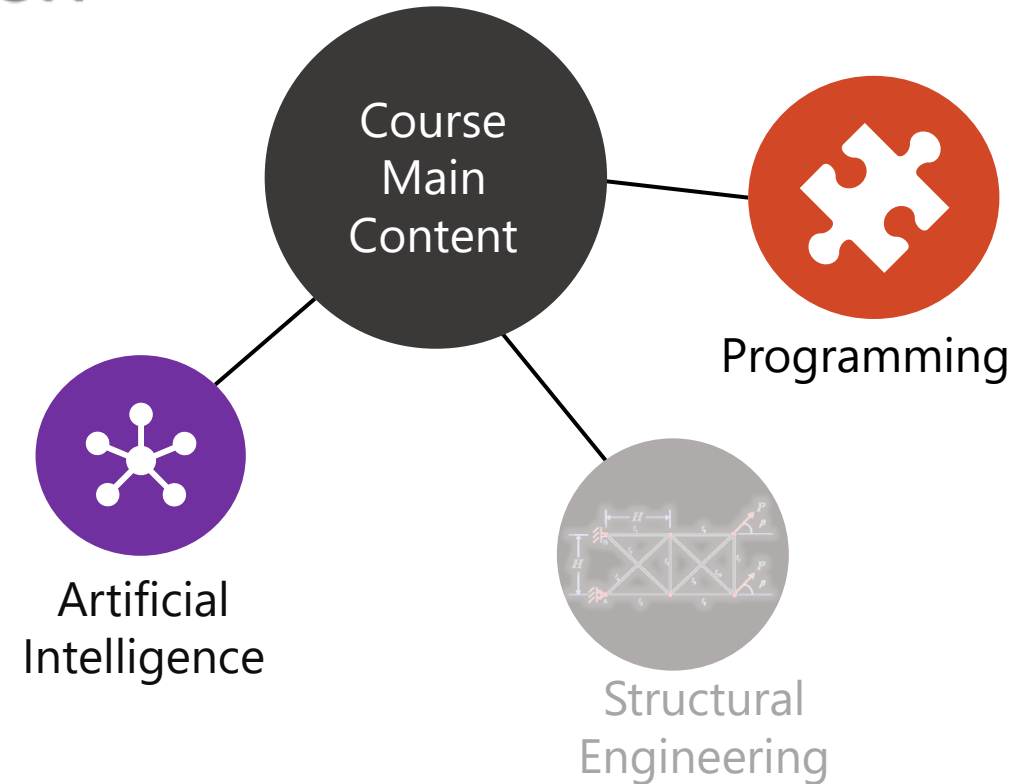 Course
Main
Content
Programming
Artificial
Intelligence
H
P
β
H
P
β
Structural
Engineering